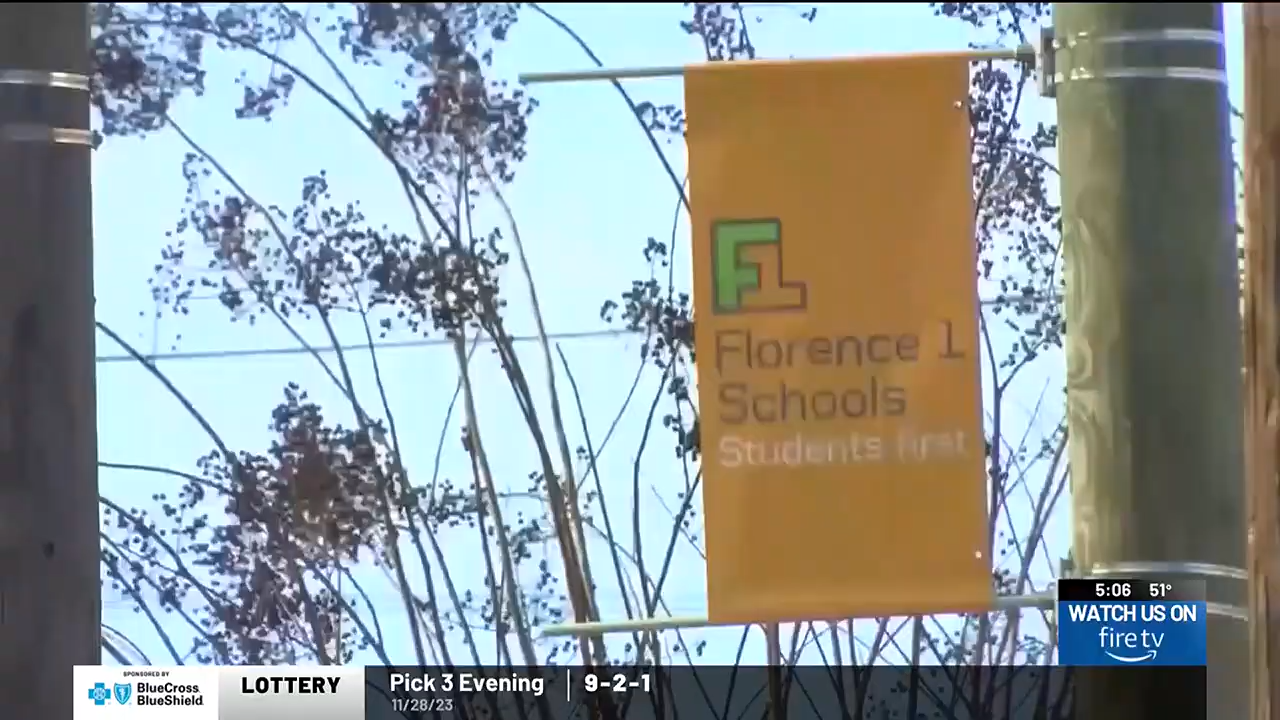 F1
Florence 1
Schools
Students first
5:06 51°
WATCH US ON
fire tv
SPONSORED BY
BlueCross
BlueShield
LOTTERY
Pick 3 Evening | 9-2-1
11/28/23